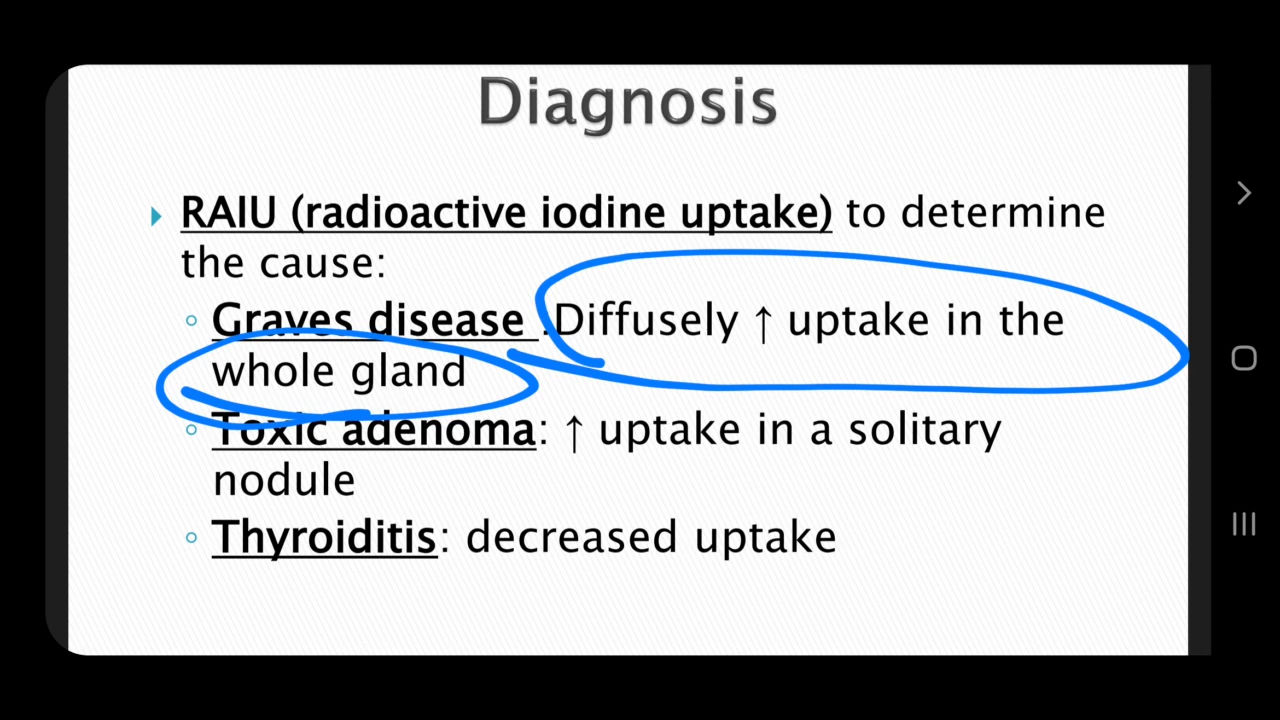 Diagnosis
RAIU (radioactive iodine uptake) to determine
the cause:
Graves disease :Diffusely ↑ uptake in the
whole gland
Toxic adenoma: ↑ uptake in a solitary
nodule
Thyroiditis: decreased uptake